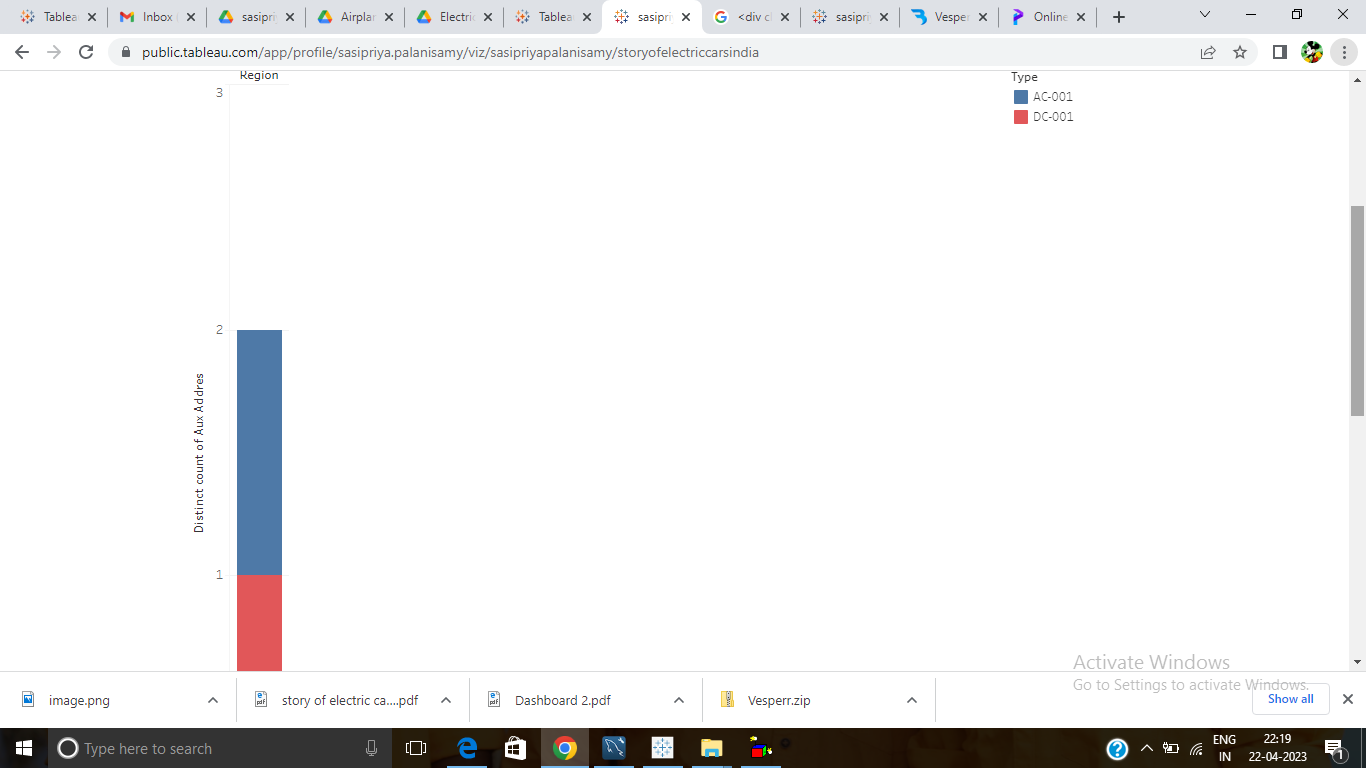 Tablea
Inbox
sasipri
Airplar
Electric
Tablea
sasipri
<div cl
sasipri
Vesper
Online
public.tableau.com/app/profile/sasipriya.palanisamy/viz/sasipriyapalanisamy/storyofelectriccarsindia
Region
Type
AC-001
DC-001
3
2
1
Distinct count of Aux Addres
Activate Windows
Go to Settings to activate Windows.
image.png
story of electric ca....pdf
Dashboard 2.pdf
Vesperr.zip
Show all
Type here to search
ENG
IN
22:19
22-04-2023
1